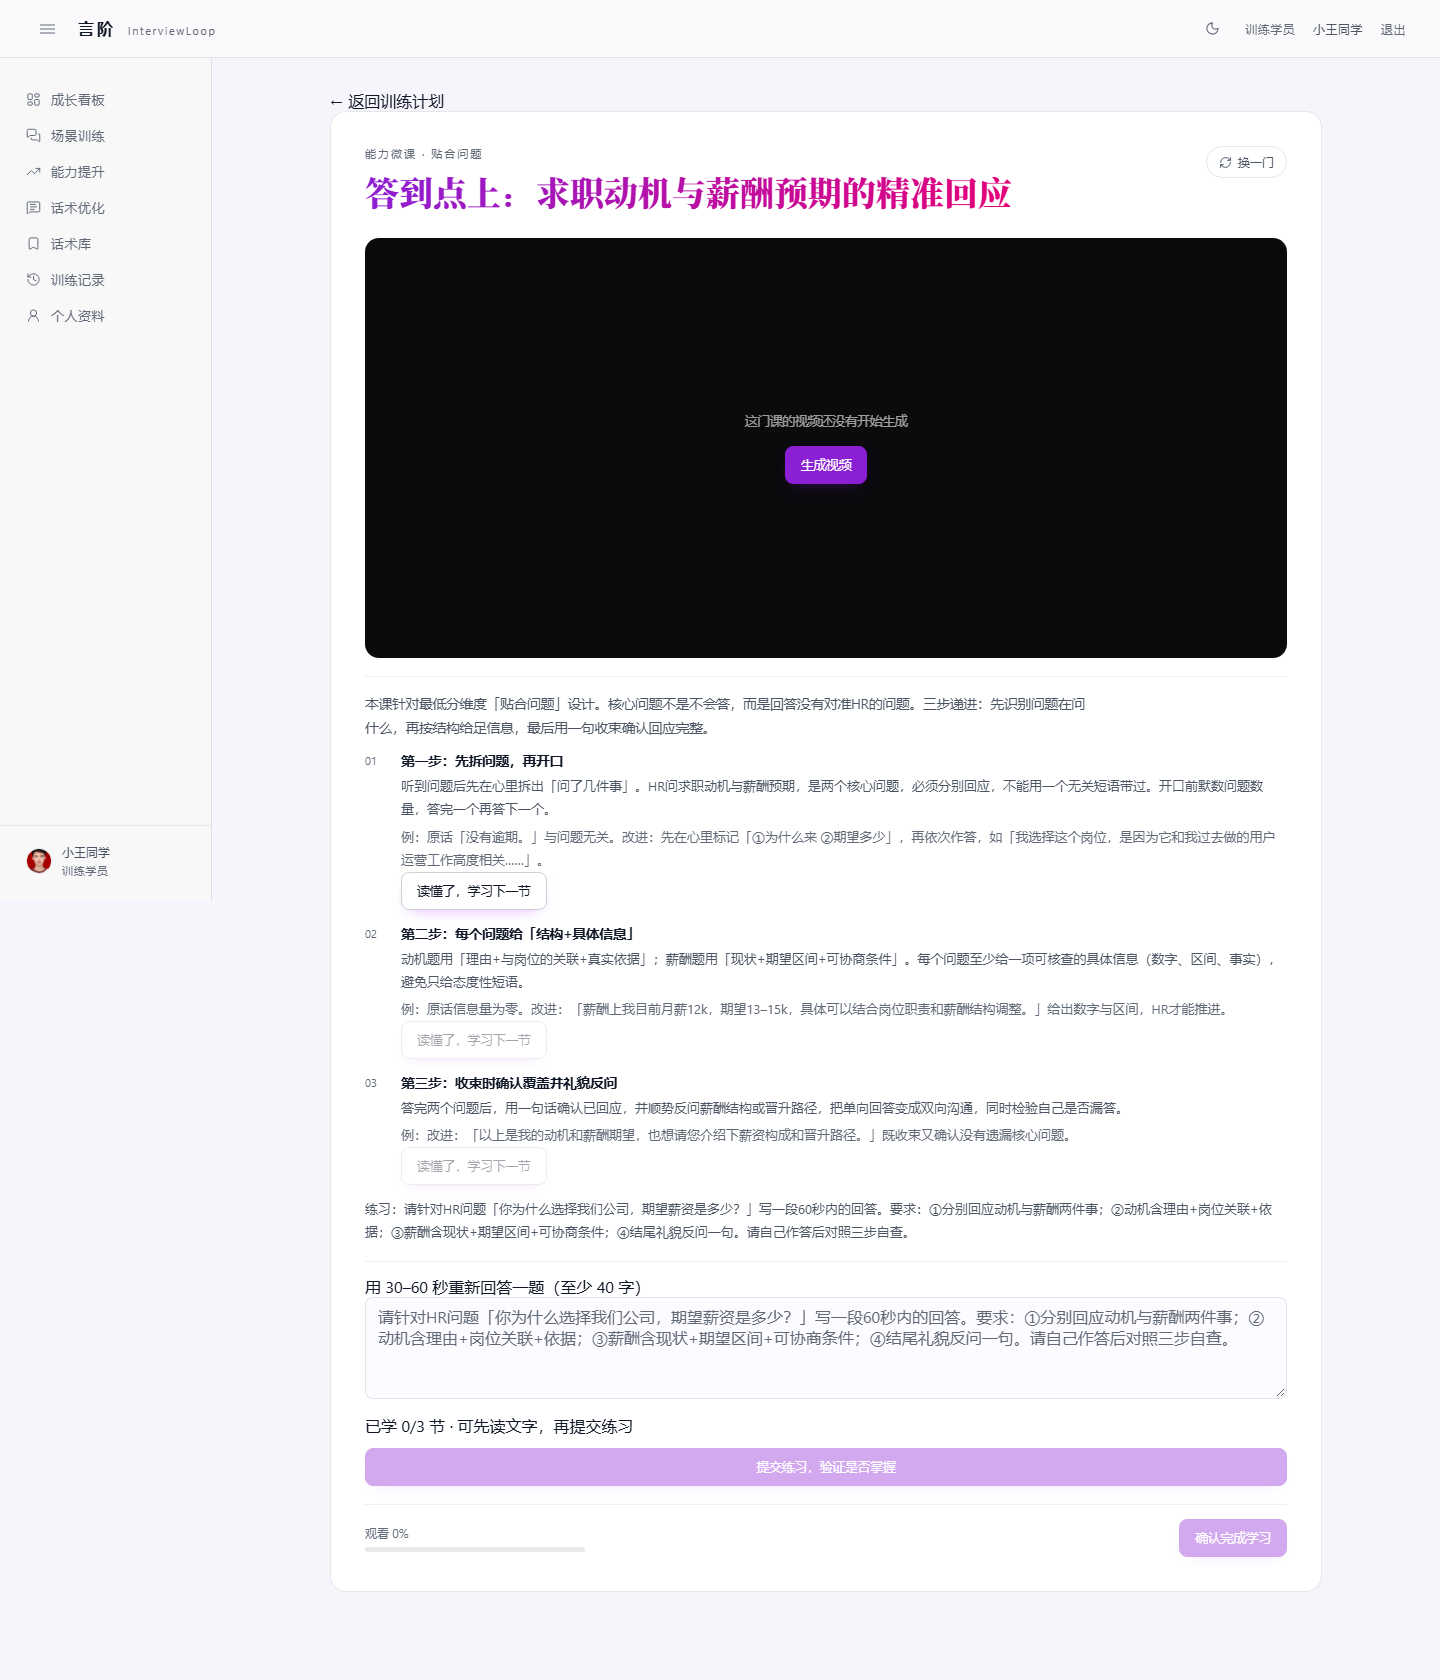 言阶 InterviewLoop
训练学员 小王同学 退出
成长看板
场景训练
能力提升
话术优化
话术库
训练记录
个人资料
小王同学
训练学员
← 返回训练计划
能力微课 · 贴合问题
换一门
答到点上：求职动机与薪酬预期的精准回应
这门课的视频还没有开始生成
生成视频
本课针对最低分维度「贴合问题」设计。核心问题不是不会答，而是回答没有对准HR的问题。三步递进：先识别问题在问
什么，再按结构给足信息，最后用一句收束确认回应完整。
01 第一步：先拆问题，再开口
听到问题后先在心里拆出「问了几件事」。HR问求职动机与薪酬预期，是两个核心问题，必须分别回应，不能用一个无关短语带过。开口前默数问题数
量，答完一个再答下一个。
例：原话「没有逾期。」与问题无关。改进：先在心里标记「①为什么来 ②期望多少」，再依次作答，如「我选择这个岗位，是因为它和我过去做的用户
运营工作高度相关……」。
读懂了，学习下一节
02 第二步：每个问题给「结构+具体信息」
动机题用「理由+与岗位的关联+真实依据」；薪酬题用「现状+期望区间+可协商条件」。每个问题至少给一项可核查的具体信息（数字、区间、事实），
避免只给态度性短语。
例：原话信息量为零。改进：「薪酬上我目前月薪12k，期望13–15k，具体可以结合岗位职责和薪酬结构调整。」给出数字与区间，HR才能推进。
读懂了，学习下一节
03 第三步：收束时确认覆盖并礼貌反问
答完两个问题后，用一句话确认已回应，并顺势反问薪酬结构或晋升路径，把单向回答变成双向沟通，同时检验自己是否漏答。
例：改进：「以上是我的动机和薪酬期望，也想请您介绍下薪资构成和晋升路径。」既收束又确认没有遗漏核心问题。
读懂了，学习下一节
练习：请针对HR问题「你为什么选择我们公司，期望薪资是多少？」写一段60秒内的回答。要求：①分别回应动机与薪酬两件事；②动机含理由+岗位关联+依
据；③薪酬含现状+期望区间+可协商条件；④结尾礼貌反问一句。请自己作答后对照三步自查。
用 30–60 秒重新回答一题（至少 40 字）
请针对HR问题「你为什么选择我们公司，期望薪资是多少？」写一段60秒内的回答。要求：①分别回应动机与薪酬两件事；②
动机含理由+岗位关联+依据；③薪酬含现状+期望区间+可协商条件；④结尾礼貌反问一句。请自己作答后对照三步自查。
已学 0/3 节 · 可先读文字，再提交练习
提交练习，验证是否掌握
观看 0%
确认完成学习